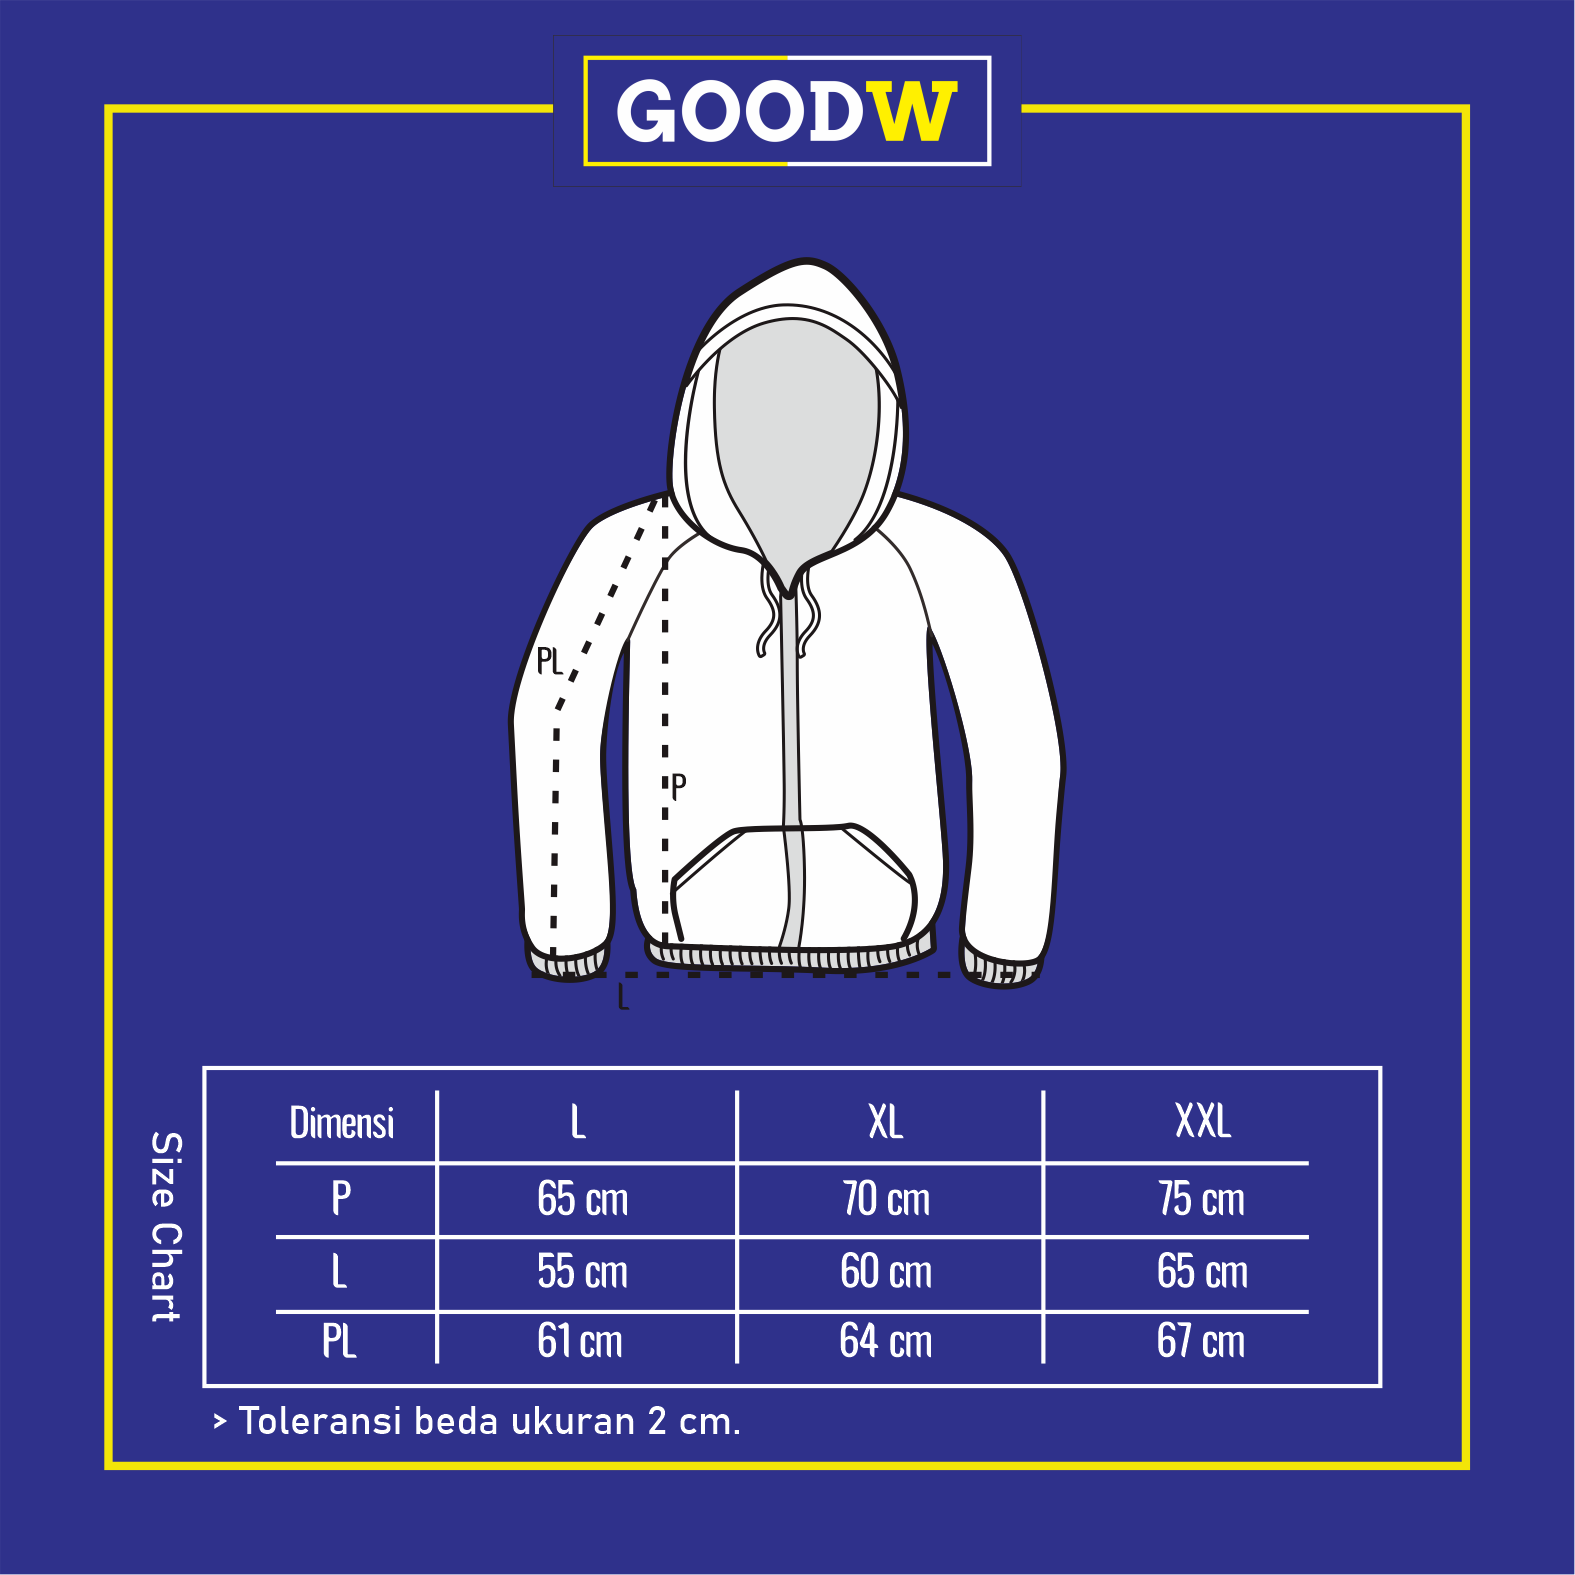 GOODW
PL
P
L
Size Chart
Dimensi L XL XXL
P 65 cm 70 cm 75 cm
L 55 cm 60 cm 65 cm
PL 61 cm 64 cm 67 cm
> Toleransi beda ukuran 2 cm.